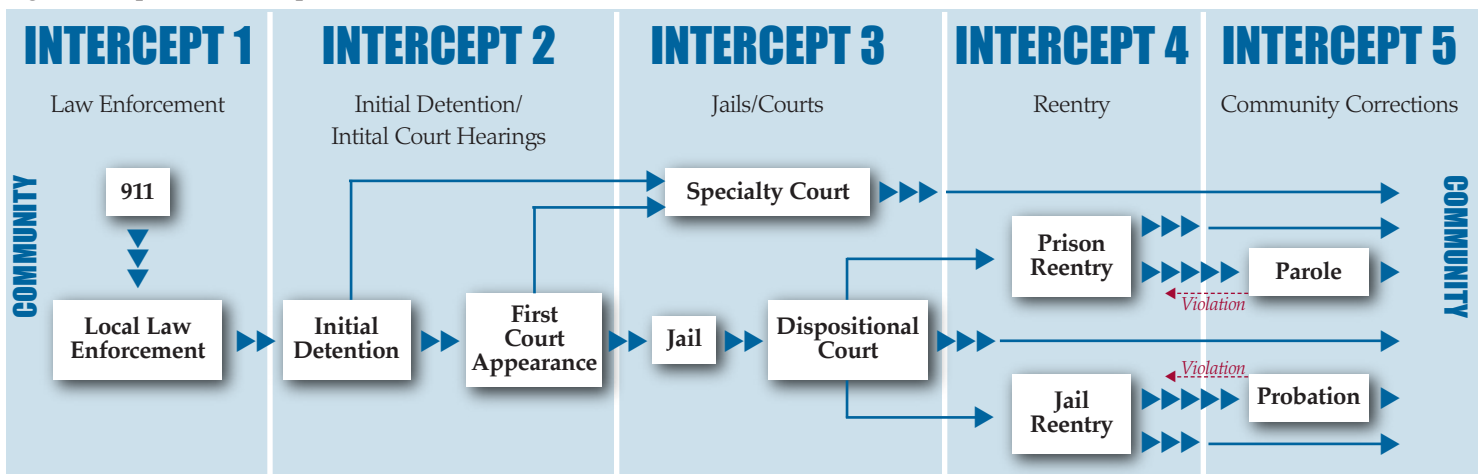 INTERCEPT 1
Law Enforcement
COMMUNITY
911
Local Law
Enforcement
INTERCEPT 2
Initial Detention/
Intital Court Hearings
Initial
Detention
First
Court
Appearance
INTERCEPT 3
Jails/Courts
Specialty Court
Jail
Dispositional
Court
INTERCEPT 4
Reentry
Prison
Reentry
Violation
Violation
Jail
Reentry
INTERCEPT 5
Community Corrections
Parole
Probation
COMMUNITY